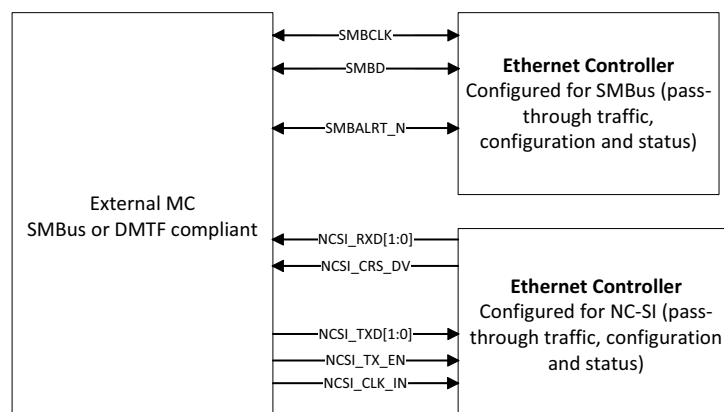 External MC
SMBus or DMTF compliant
SMBCLK
SMBD
SMBALRT_N
Ethernet Controller
Configured for SMBus (pass-
through traffic,
configuration and status)
NCSI_RXD[1:0]
NCSI_CRS_DV
NCSI_TXD[1:0]
NCSI_TX_EN
NCSI_CLK_IN
Ethernet Controller
Configured for NC-SI (pass-
through traffic, configuration
and status)